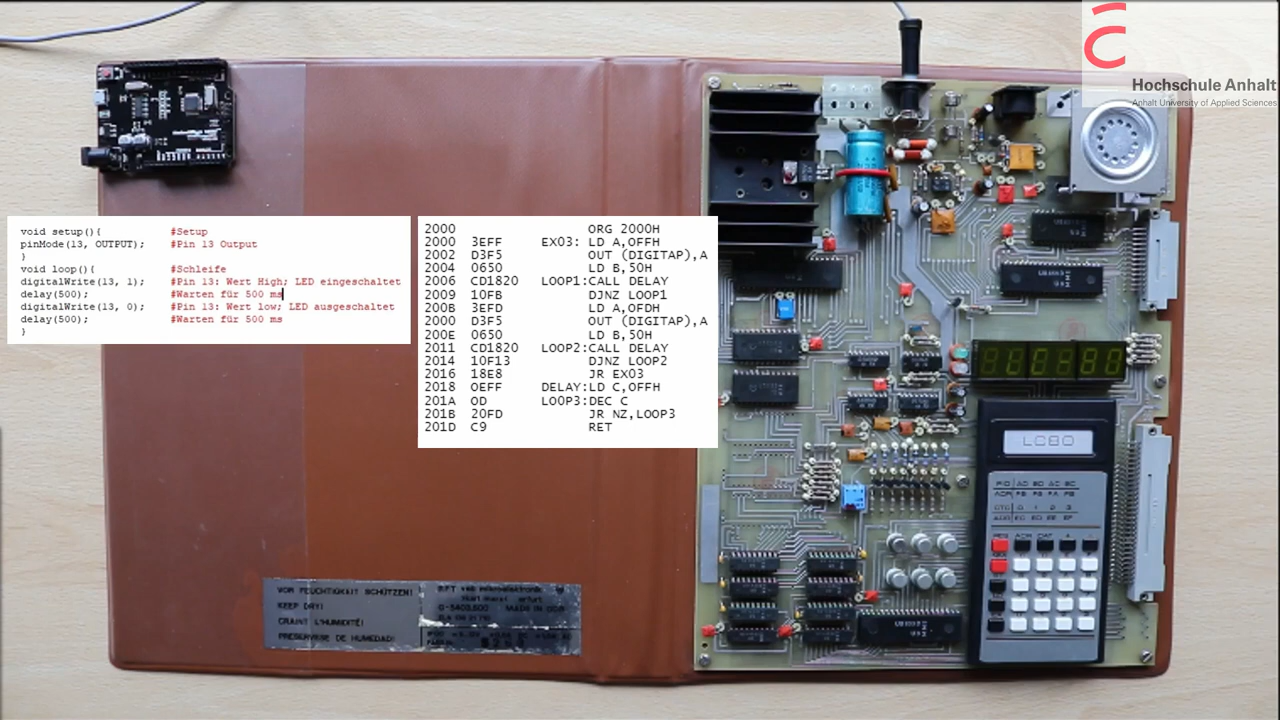 Hochschule Anhalt
Anhalt University of Applied Sciences
void setup(){ #Setup
pinMode(13, OUTPUT); #Pin 13 Output
}
void loop(){ #Schleife
digitalWrite(13, 1); #Pin 13: Wert High; LED eingeschaltet
delay(500); #Warten für 500 ms
digitalWrite(13, 0); #Pin 13: Wert low; LED ausgeschaltet
delay(500); #Warten für 500 ms
}
2000 ORG 2000H
2000 3EFF EX03: LD A,OFFH
2002 D3F5 OUT (DIGITAP),A
2004 0650 LD B,50H
2006 CD1820 LOOP1:CALL DELAY
2009 10FB DJNZ LOOP1
200B 3EFD LD A,OFDH
2000 D3F5 OUT (DIGITAP),A
200E 0650 LD B,50H
2011 CD1820 LOOP2:CALL DELAY
2014 10F13 DJNZ LOOP2
2016 18E8 JR EX03
2018 0EFF DELAY:LD C,OFFH
201A 0D LOOP3:DEC C
201B 20FD JR NZ,LOOP3
201D C9 RET
LC80
VOR FEUCHTIGKEIT SCHÜTZEN!
KEEP DRY!
CRAINT L'HUMIDITÉ!
PRESERVESE DE HUMEDAD!
MADE IN GDR